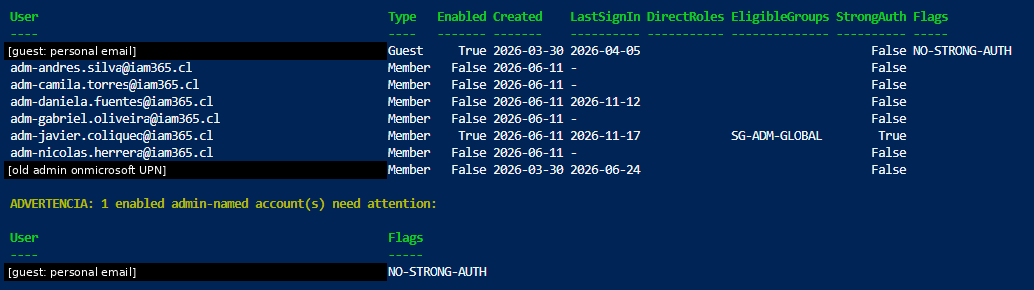 User Type Enabled Created LastSignIn DirectRoles EligibleGroups StrongAuth Flags
---- ---- ------- ------- ---------- ----------- -------------- ---------- -----
[guest: personal email] Guest True 2026-03-30 2026-04-05 False NO-STRONG-AUTH
adm-andres.silva@iam365.cl Member False 2026-06-11 - False
adm-camila.torres@iam365.cl Member False 2026-06-11 - False
adm-daniela.fuentes@iam365.cl Member False 2026-06-11 2026-11-12 False
adm-gabriel.oliveira@iam365.cl Member False 2026-06-11 - False
adm-javier.coliqueo@iam365.cl Member True 2026-06-11 2026-11-17 SG-ADM-GLOBAL True
adm-nicolas.herrera@iam365.cl Member False 2026-06-11 - False
[old admin onmicrosoft UPN] Member False 2026-03-30 2026-06-24 False
ADVERTENCIA: 1 enabled admin-named account(s) need attention:
User Flags
---- -----
[guest: personal email] NO-STRONG-AUTH